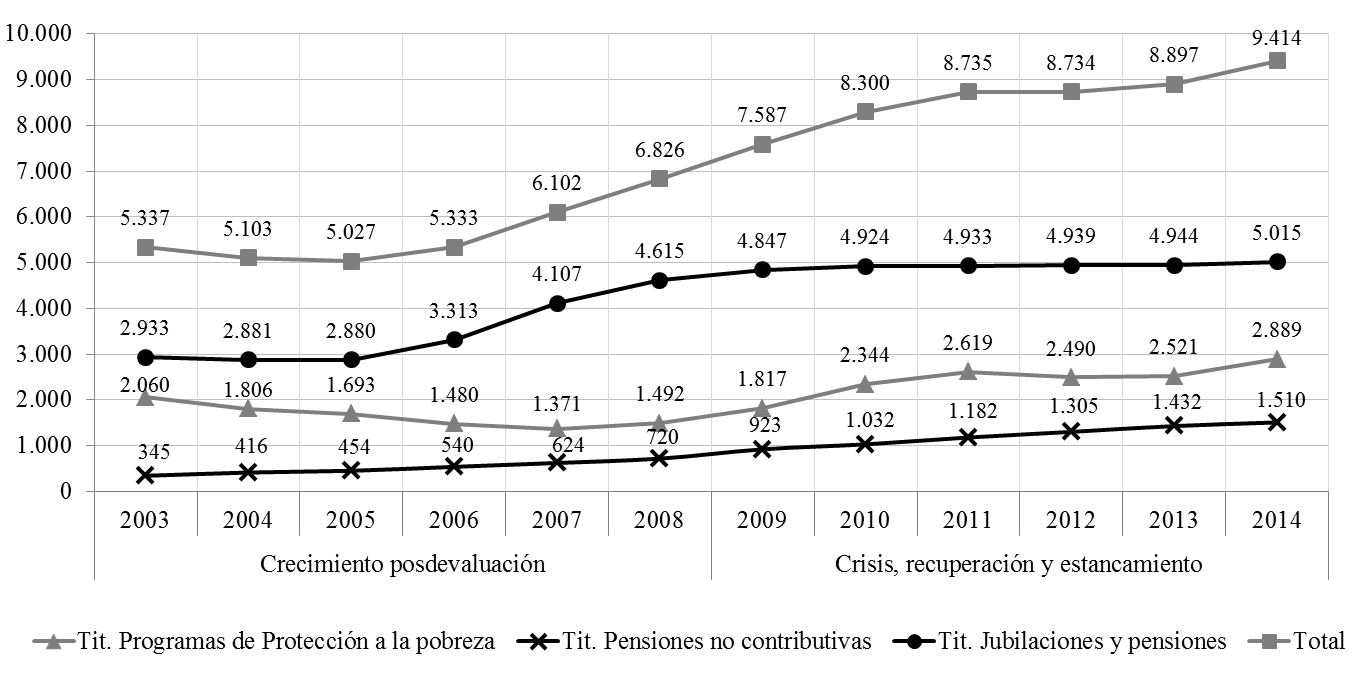 10.000
9.000
8.000
7.000
6.000
5.000
4.000
3.000
2.000
1.000
0
5.337 5.103 5.027 5.333 6.102 6.826 7.587 8.300 8.735 8.734 8.897 9.414
2.933 2.881 2.880 3.313 4.107 4.615 4.847 4.924 4.933 4.939 4.944 5.015
2.060 1.806 1.693 1.480 1.371 1.492 1.817 2.344 2.619 2.490 2.521 2.889
345 416 454 540 624 720 923 1.032 1.182 1.305 1.432 1.510
2003 2004 2005 2006 2007 2008 2009 2010 2011 2012 2013 2014
Crecimiento posdevaluación Crisis, recuperación y estancamiento
Tit. Programas de Protección a la pobreza Tit. Pensiones no contributivas Tit. Jubilaciones y pensiones Total